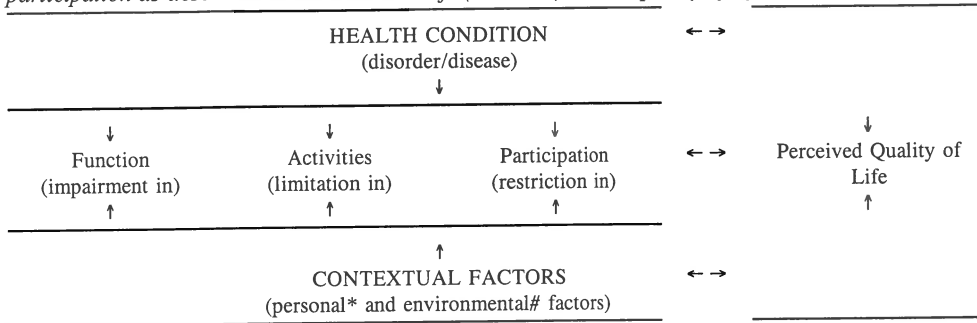 HEALTH CONDITION
(disorder/disease)
Function Activities Participation Perceived Quality of
(impairment in) (limitation in) (restriction in) Life
CONTEXTUAL FACTORS
(personal* and environmental# factors)